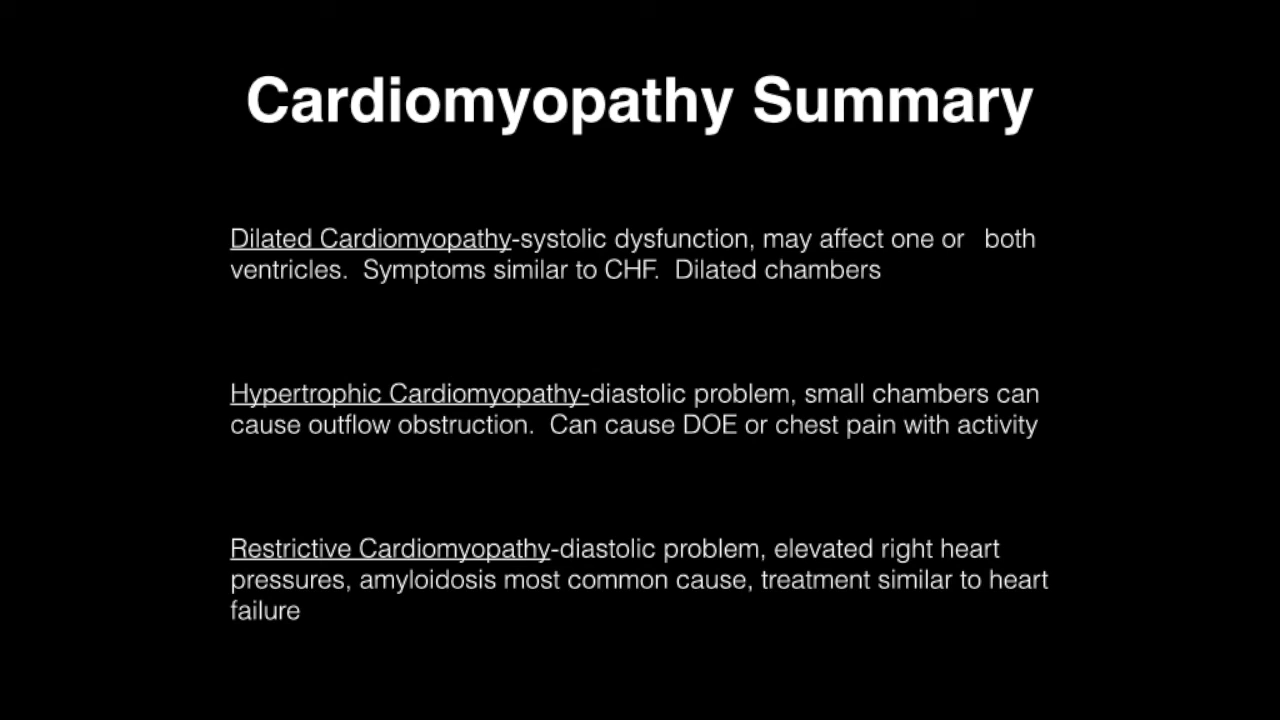 Cardiomyopathy Summary
Dilated Cardiomyopathy-systolic dysfunction, may affect one or   both
ventricles.  Symptoms similar to CHF.  Dilated chambers
Hypertrophic Cardiomyopathy-diastolic problem, small chambers can
cause outflow obstruction.  Can cause DOE or chest pain with activity
Restrictive Cardiomyopathy-diastolic problem, elevated right heart
pressures, amyloidosis most common cause, treatment similar to heart
failure